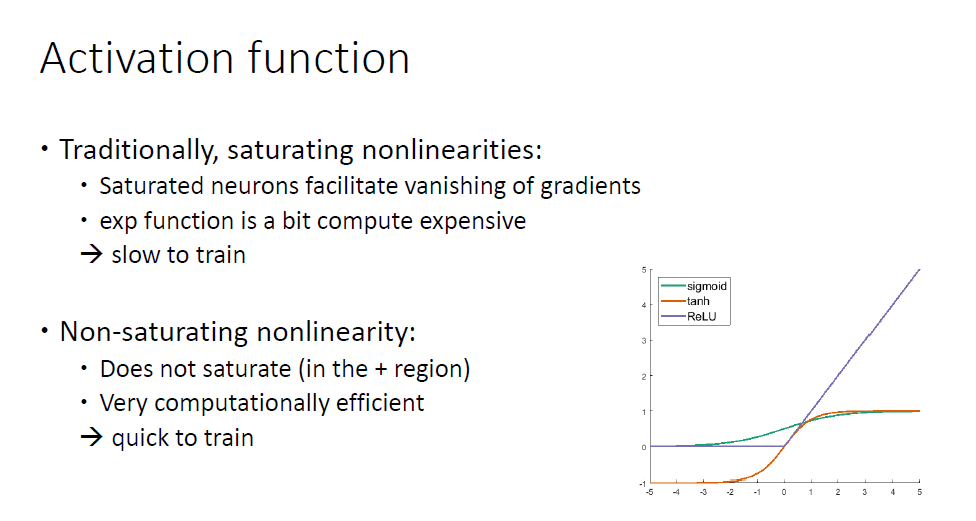 Activation function
• Traditionally, saturating nonlinearities:
• Saturated neurons facilitate vanishing of gradients
• exp function is a bit compute expensive
→ slow to train
• Non-saturating nonlinearity:
• Does not saturate (in the + region)
• Very computationally efficient
→ quick to train
sigmoid
tanh
ReLU
5
4
3
2
1
0
-1
-5 -4 -3 -2 -1 0 1 2 3 4 5